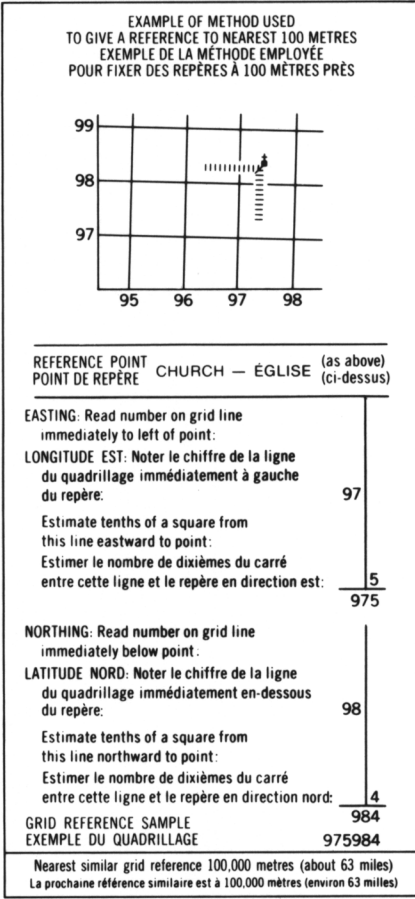 EXAMPLE OF METHOD USED
TO GIVE A REFERENCE TO NEAREST 100 METRES
EXEMPLE DE LA MÉTHODE EMPLOYÉE
POUR FIXER DES REPÈRES À 100 MÈTRES PRÈS
99
98
97
95 96 97 98
REFERENCE POINT CHURCH — ÉGLISE (as above)
POINT DE REPÈRE (ci-dessus)
EASTING: Read number on grid line
immediately to left of point:
LONGITUDE EST: Noter le chiffre de la ligne
du quadrillage immédiatement à gauche
du repère: 97
Estimate tenths of a square from
this line eastward to point:
Estimer le nombre de dixièmes du carré
entre cette ligne et le repère en direction est: 5
975
NORTHING: Read number on grid line
immediately below point:
LATITUDE NORD: Noter le chiffre de la ligne
du quadrillage immédiatement en-dessous
du repère: 98
Estimate tenths of a square from
this line northward to point:
Estimer le nombre de dixièmes du carré
entre cette ligne et le repère en direction nord: 4
984
GRID REFERENCE SAMPLE
EXEMPLE DU QUADRILLAGE 975984
Nearest similar grid reference 100,000 metres (about 63 miles)
La prochaine référence similaire est à 100,000 mètres (environ 63 miles)